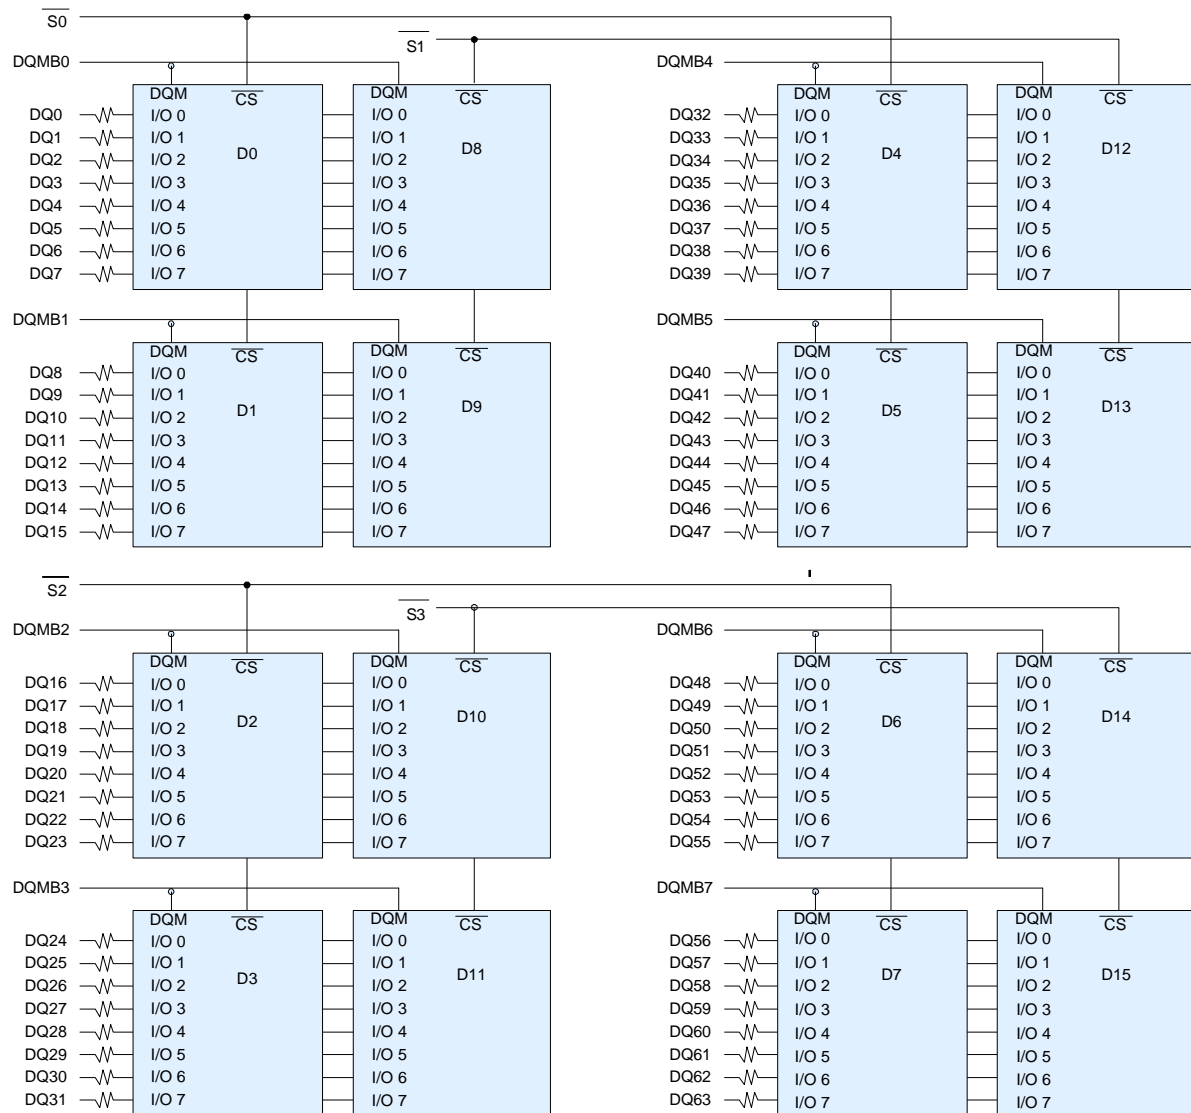 S0
S1
DQMB0
DQMB4
DQM CS DQM CS DQM CS DQM CS
DQ0 I/O 0 I/O 0 DQ32 I/O 0 I/O 0
DQ1 I/O 1 I/O 1 DQ33 I/O 1 I/O 1
D0 D8 D4 D12
DQ2 I/O 2 I/O 2 DQ34 I/O 2 I/O 2
DQ3 I/O 3 I/O 3 DQ35 I/O 3 I/O 3
DQ4 I/O 4 I/O 4 DQ36 I/O 4 I/O 4
DQ5 I/O 5 I/O 5 DQ37 I/O 5 I/O 5
DQ6 I/O 6 I/O 6 DQ38 I/O 6 I/O 6
DQ7 I/O 7 I/O 7 DQ39 I/O 7 I/O 7
DQMB1 DQMB5
DQM CS DQM CS DQM CS DQM CS
DQ8 I/O 0 I/O 0 DQ40 I/O 0 I/O 0
DQ9 I/O 1 I/O 1 DQ41 I/O 1 I/O 1
D1 D9 D5 D13
DQ10 I/O 2 I/O 2 DQ42 I/O 2 I/O 2
DQ11 I/O 3 I/O 3 DQ43 I/O 3 I/O 3
DQ12 I/O 4 I/O 4 DQ44 I/O 4 I/O 4
DQ13 I/O 5 I/O 5 DQ45 I/O 5 I/O 5
DQ14 I/O 6 I/O 6 DQ46 I/O 6 I/O 6
DQ15 I/O 7 I/O 7 DQ47 I/O 7 I/O 7
S2
S3
DQMB2 DQMB6
DQM CS DQM CS DQM CS DQM CS
DQ16 I/O 0 I/O 0 DQ48 I/O 0 I/O 0
DQ17 I/O 1 I/O 1 DQ49 I/O 1 I/O 1
D2 D10 D6 D14
DQ18 I/O 2 I/O 2 DQ50 I/O 2 I/O 2
DQ19 I/O 3 I/O 3 DQ51 I/O 3 I/O 3
DQ20 I/O 4 I/O 4 DQ52 I/O 4 I/O 4
DQ21 I/O 5 I/O 5 DQ53 I/O 5 I/O 5
DQ22 I/O 6 I/O 6 DQ54 I/O 6 I/O 6
DQ23 I/O 7 I/O 7 DQ55 I/O 7 I/O 7
DQMB3 DQMB7
DQM CS DQM CS DQM CS DQM CS
DQ24 I/O 0 I/O 0 DQ56 I/O 0 I/O 0
DQ25 I/O 1 I/O 1 DQ57 I/O 1 I/O 1
D3 D11 D7 D15
DQ26 I/O 2 I/O 2 DQ58 I/O 2 I/O 2
DQ27 I/O 3 I/O 3 DQ59 I/O 3 I/O 3
DQ28 I/O 4 I/O 4 DQ60 I/O 4 I/O 4
DQ29 I/O 5 I/O 5 DQ61 I/O 5 I/O 5
DQ30 I/O 6 I/O 6 DQ62 I/O 6 I/O 6
DQ31 I/O 7 I/O 7 DQ63 I/O 7 I/O 7